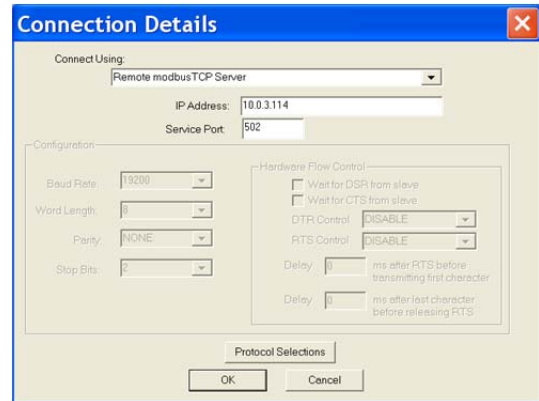 Connection Details
Connect Using:
Remote modbusTCP Server
IP Address: 10.0.3.114
Service Port: 502
Configuration
Baud Rate: 19200
Word Length: 8
Parity: NONE
Stop Bits: 2
Hardware Flow Control
Wait for DSR from slave
Wait for CTS from slave
DTR Control DISABLE
RTS Control DISABLE
Delay 0 ms after RTS before
transmitting first character
Delay 0 ms after last character
before releasing RTS
Protocol Selections
OK Cancel